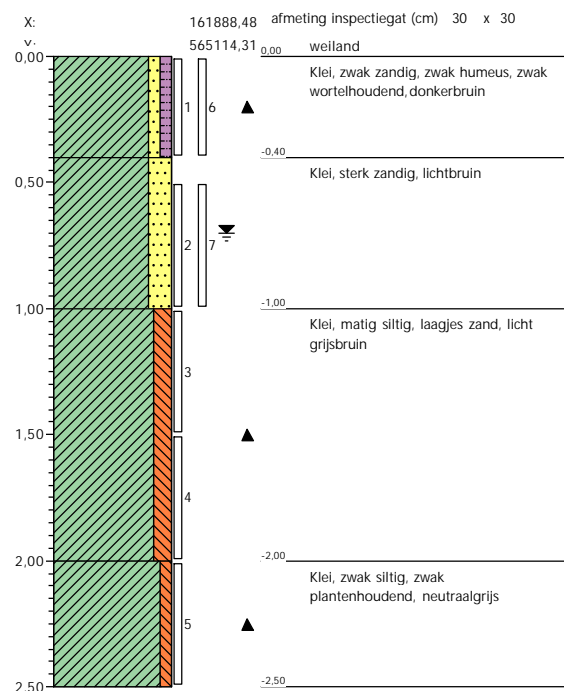 X: 161888,48 afmeting inspectiegat (cm) 30 x 30
Y: 565114,31
0,00 0,00 weiland
Klei, zwak zandig, zwak humeus, zwak
wortelhoudend, donkerbruin
1 6
-0,40
Klei, sterk zandig, lichtbruin
0,50
2 7
1,00 -1,00
Klei, matig siltig, laagjes zand, licht
grijsbruin
3
1,50
4
2,00 -2,00
Klei, zwak siltig, zwak
plantenhoudend, neutraalgrijs
5
2,50 -2,50